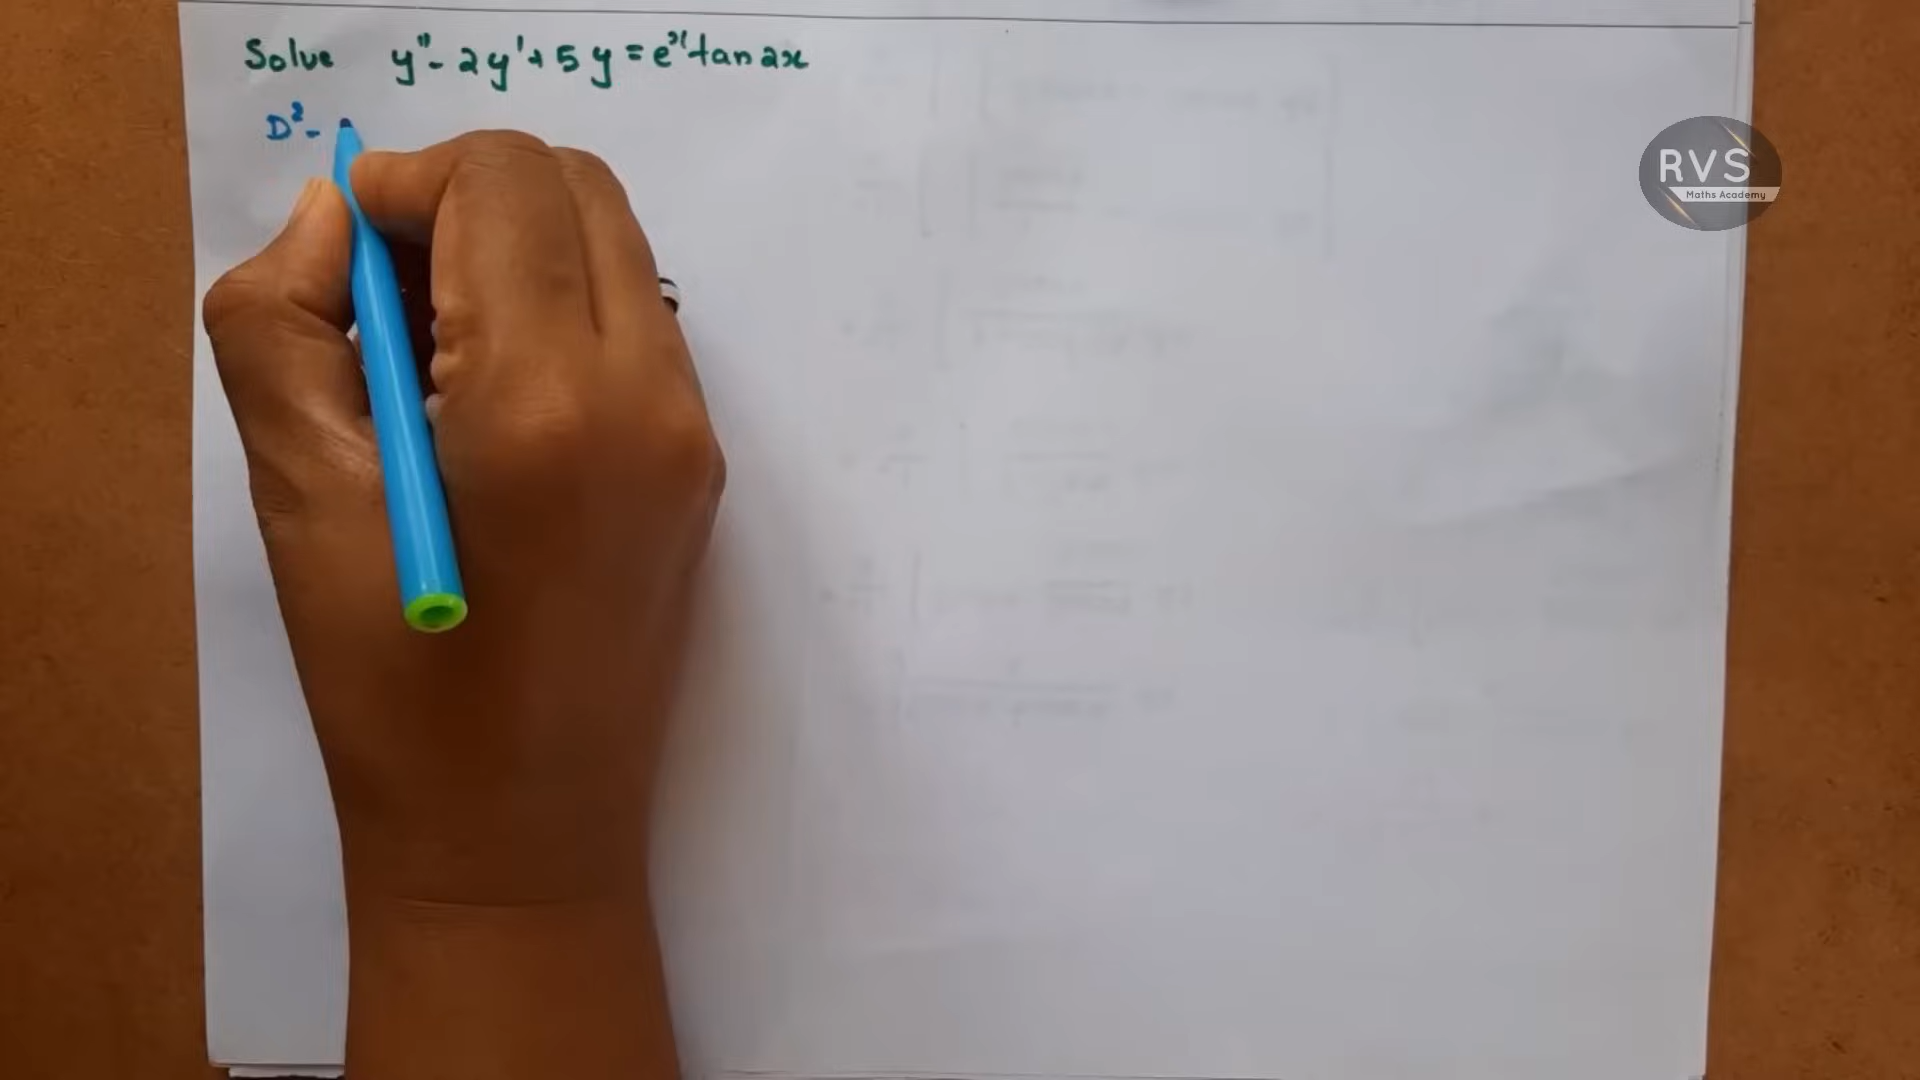 Solve y" - 2y' + 5y = e^x tan 2x
D² -
RVS
Maths Academy